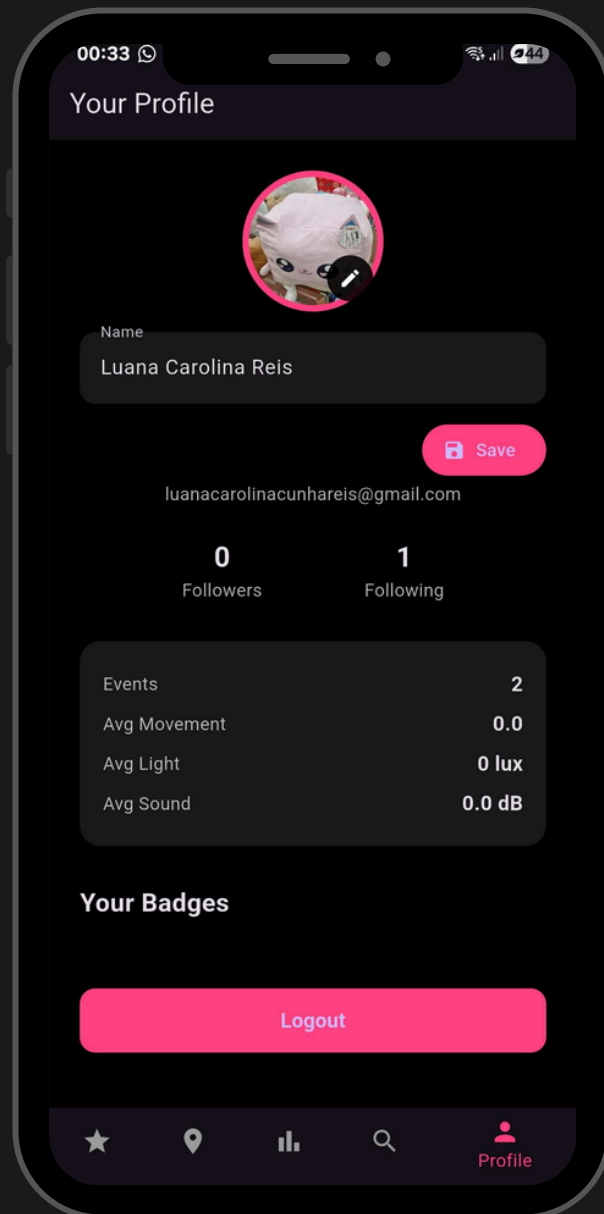 00:33
44
Your Profile
Name
Luana Carolina Reis
Save
luanacarolinacunhareis@gmail.com
0 1
Followers Following
Events 2
Avg Movement 0.0
Avg Light 0 lux
Avg Sound 0.0 dB
Your Badges
Logout
Profile